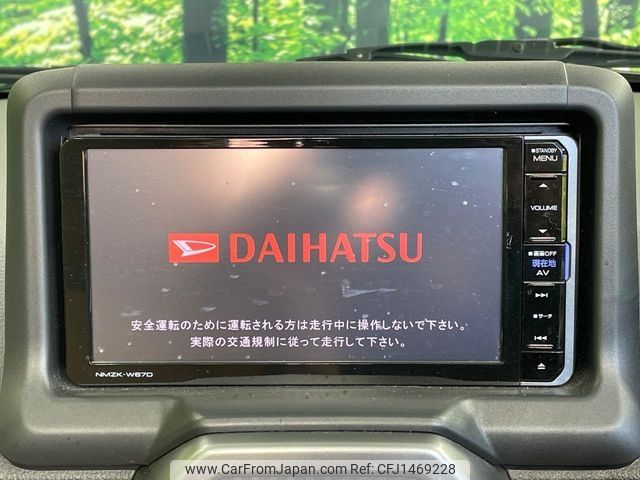 ■STANDBY
MENU
VOLUME
■画面OFF
現在地
AV
■サーチ
DAIHATSU
安全運転のために運転される方は走行中に操作しないで下さい。
実際の交通規制に従って走行して下さい。
NMZK-W67D
www.CarFromJapan.com - CFJ1469228